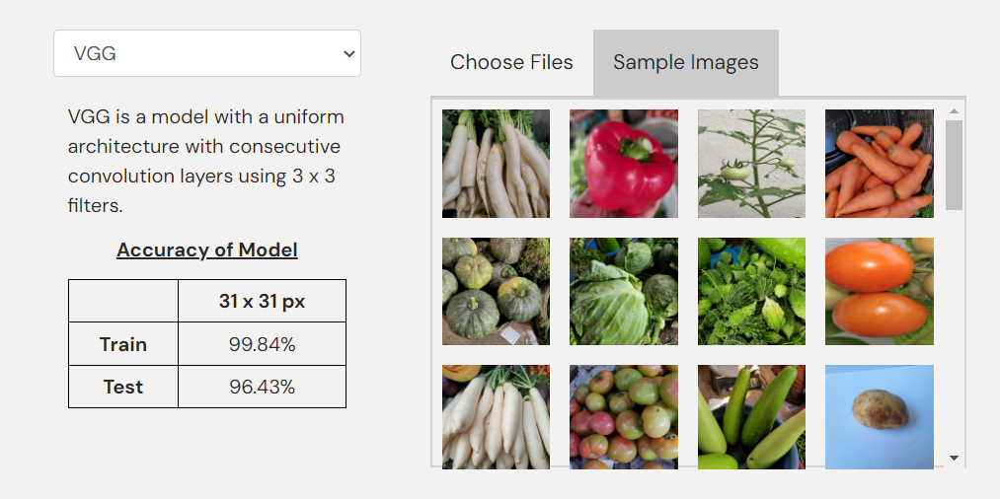 VGG
VGG is a model with a uniform
architecture with consecutive
convolution layers using 3 x 3
filters.
Accuracy of Model
31 x 31 px
Train 99.84%
Test 96.43%
Choose Files Sample Images